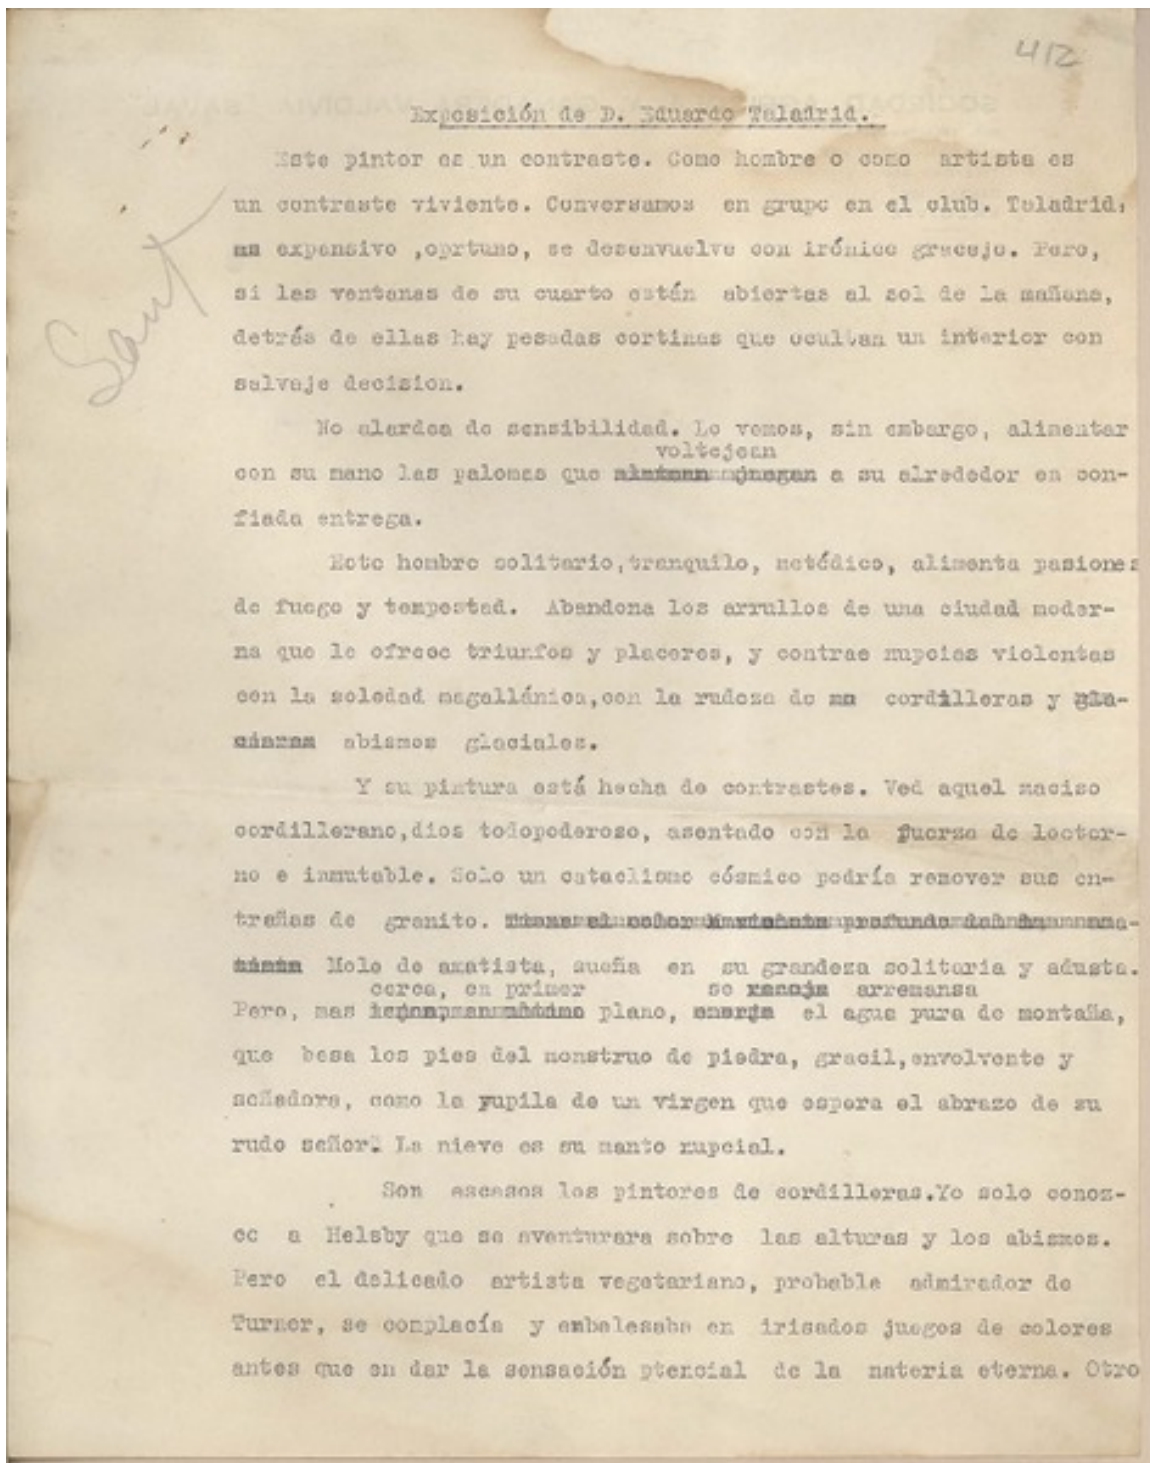 412
Exposición de D. Eduardo Taladrid.
Este pintor es un contraste. Como hombre o como artista es
un contraste viviente. Conversamos en grupo en el club. Taladrid,
expansivo ,oprtuno, se desenvuelve con irónico gracejo. Pero,
si las ventanas de su cuarto están abiertas al sol de la mañana,
detrás de ellas hay pesadas cortinas que ocultan un interior con
salvaje decision.
No alardea de sensibilidad. Lo vemos, sin embargo, alimentar
voltejean
con su mano las palomas que a su alrededor en con-
fiada entrega.
Este hombre solitario,tranquilo, metódico, alimenta pasiones
de fuego y tempestad. Abandona los arrullos de una ciudad moder-
na que le ofrece triunfos y placeres, y contrae nupcias violentas
con la soledad magallánica,con la rudeza de cordilleras y gla-
ciares abismos glaciales.
Y su pintura está hecha de contrastes. Ved aquel maciso
cordillerano,dios todopoderoso, asentado con la fuerza de loeter-
no e inmutable. Solo un cataclismo cósmico podría remover sus en-
trañas de granito.
Mole de amatista, sueña en su grandeza solitaria y adusta.
cerca, en primer se recoje arremansa
Pero, mas plano, el agua pura de montaña,
que besa los pies del monstruo de piedra, gracil,envolvente y
soñadora, como la pupila de un virgen que espera el abrazo de su
rudo señor. La nieve es su manto nupcial.
Son escasos los pintores de cordilleras.Yo solo conoz-
co a Helsby que se aventurara sobre las alturas y los abismos.
Pero el delicado artista vegetariano, probable admirador de
Turner, se complacía y embelesaba en irisados juegos de colores
antes que en dar la sensación ptencial de la materia eterna. Otro